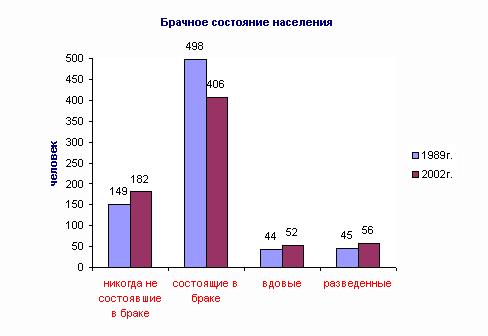 Брачное состояние населения
человек
500
450
400
350
300
250
200
150
100
50
0
149
182
498
406
44
52
45
56
никогда не
состоявшие
в браке
состоящие в
браке
вдовые
разведенные
1989г.
2002г.